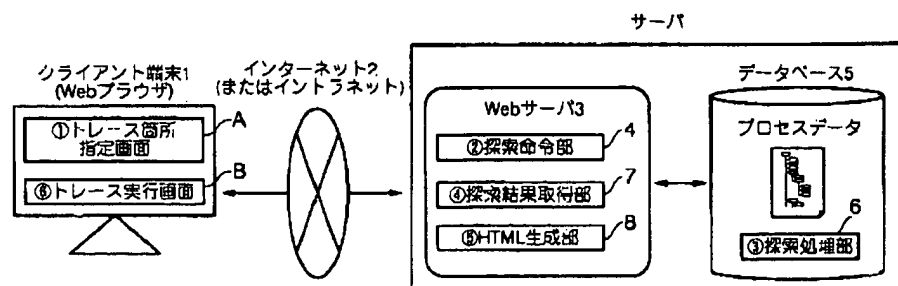 サーバ
クライアント端末1
(Webブラウザ)
インターネット2
(またはイントラネット)
データベース5
①トレース箇所
指定画面
A
⑥トレース実行画面
B
Webサーバ3
②探索命令部
4
④探索結果取得部
7
⑤HTML生成部
8
プロセスデータ
6
③探索処理部